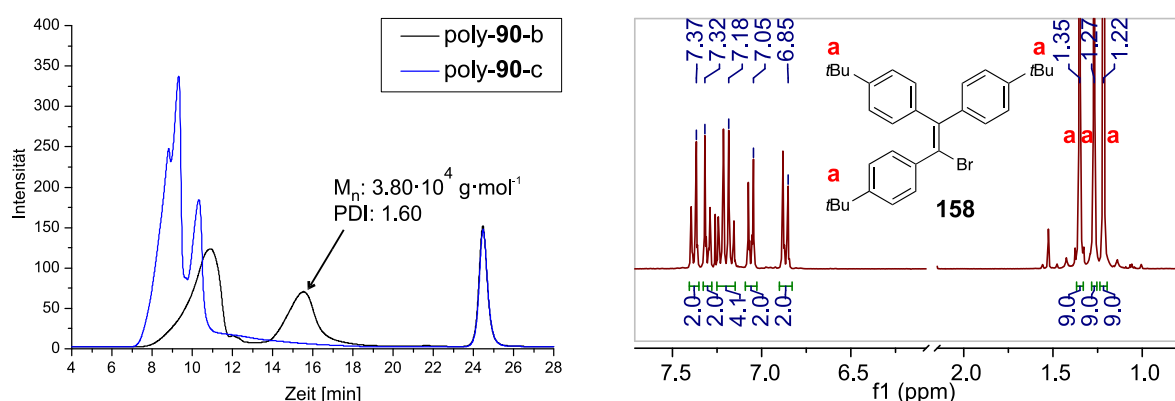 400
350
300
250
200
150
100
50
0
Intensität
poly-90-b
poly-90-c
Mₙ: 3.80·10⁴ g·mol⁻¹
PDI: 1.60
4 6 8 10 12 14 16 18 20 22 24 26 28
Zeit [min]
7.37
7.32
7.18
7.05
6.85
1.35
1.27
1.22
a
tBu
a
tBu
a
tBu
Br
158
a a a
2.0
2.0
4.1
2.0
2.0
9.0
9.0
9.0
7.5 7.0 6.5 2.0 1.5 1.0
f1 (ppm)